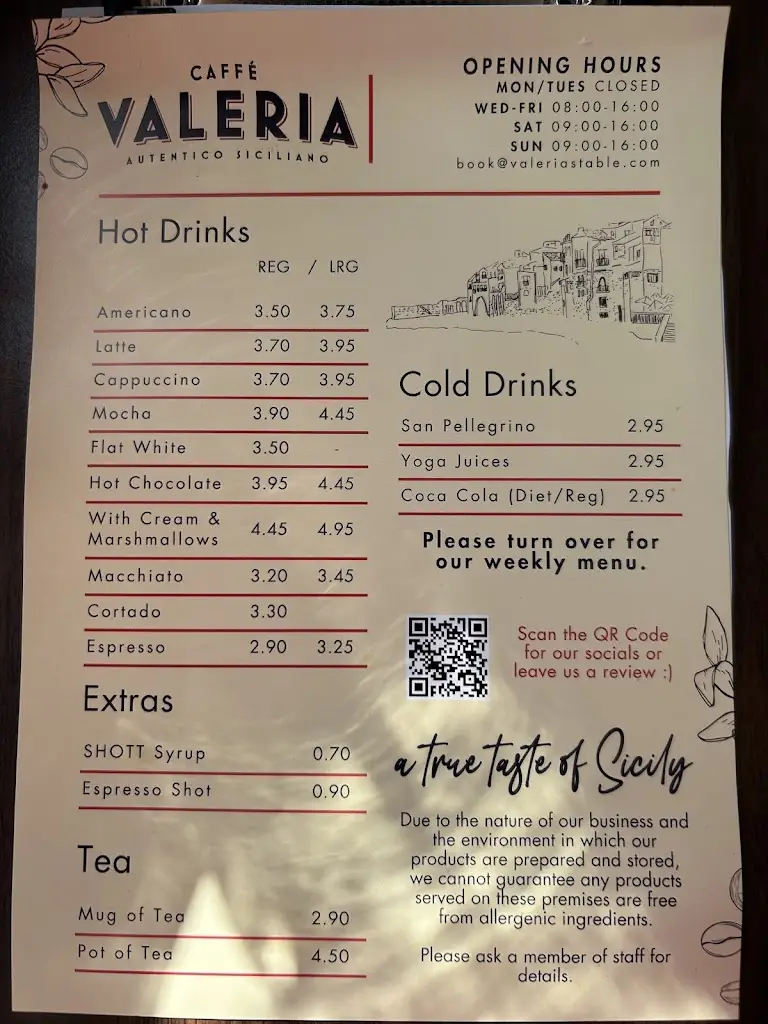 CAFFÉ
VALERIA
AUTENTICO SICILIANO
OPENING HOURS
MON/TUES CLOSED
WED-FRI 08:00-16:00
SAT 09:00-16:00
SUN 09:00-16:00
book@valeriastable.com
Hot Drinks
REG / LRG
Americano 3.50 3.75
Latte 3.70 3.95
Cappuccino 3.70 3.95
Mocha 3.90 4.45
Flat White 3.50 -
Hot Chocolate 3.95 4.45
With Cream &
Marshmallows 4.45 4.95
Macchiato 3.20 3.45
Cortado 3.30
Espresso 2.90 3.25
Extras
SHOTT Syrup 0.70
Espresso Shot 0.90
Tea
Mug of Tea 2.90
Pot of Tea 4.50
Cold Drinks
San Pellegrino 2.95
Yoga Juices 2.95
Coca Cola (Diet/Reg) 2.95
Please turn over for
our weekly menu.
Scan the QR Code
for our socials or
leave us a review :)
a true taste of Sicily
Due to the nature of our business and
the environment in which our
products are prepared and stored,
we cannot guarantee any products
served on these premises are free
from allergenic ingredients.
Please ask a member of staff for
details.